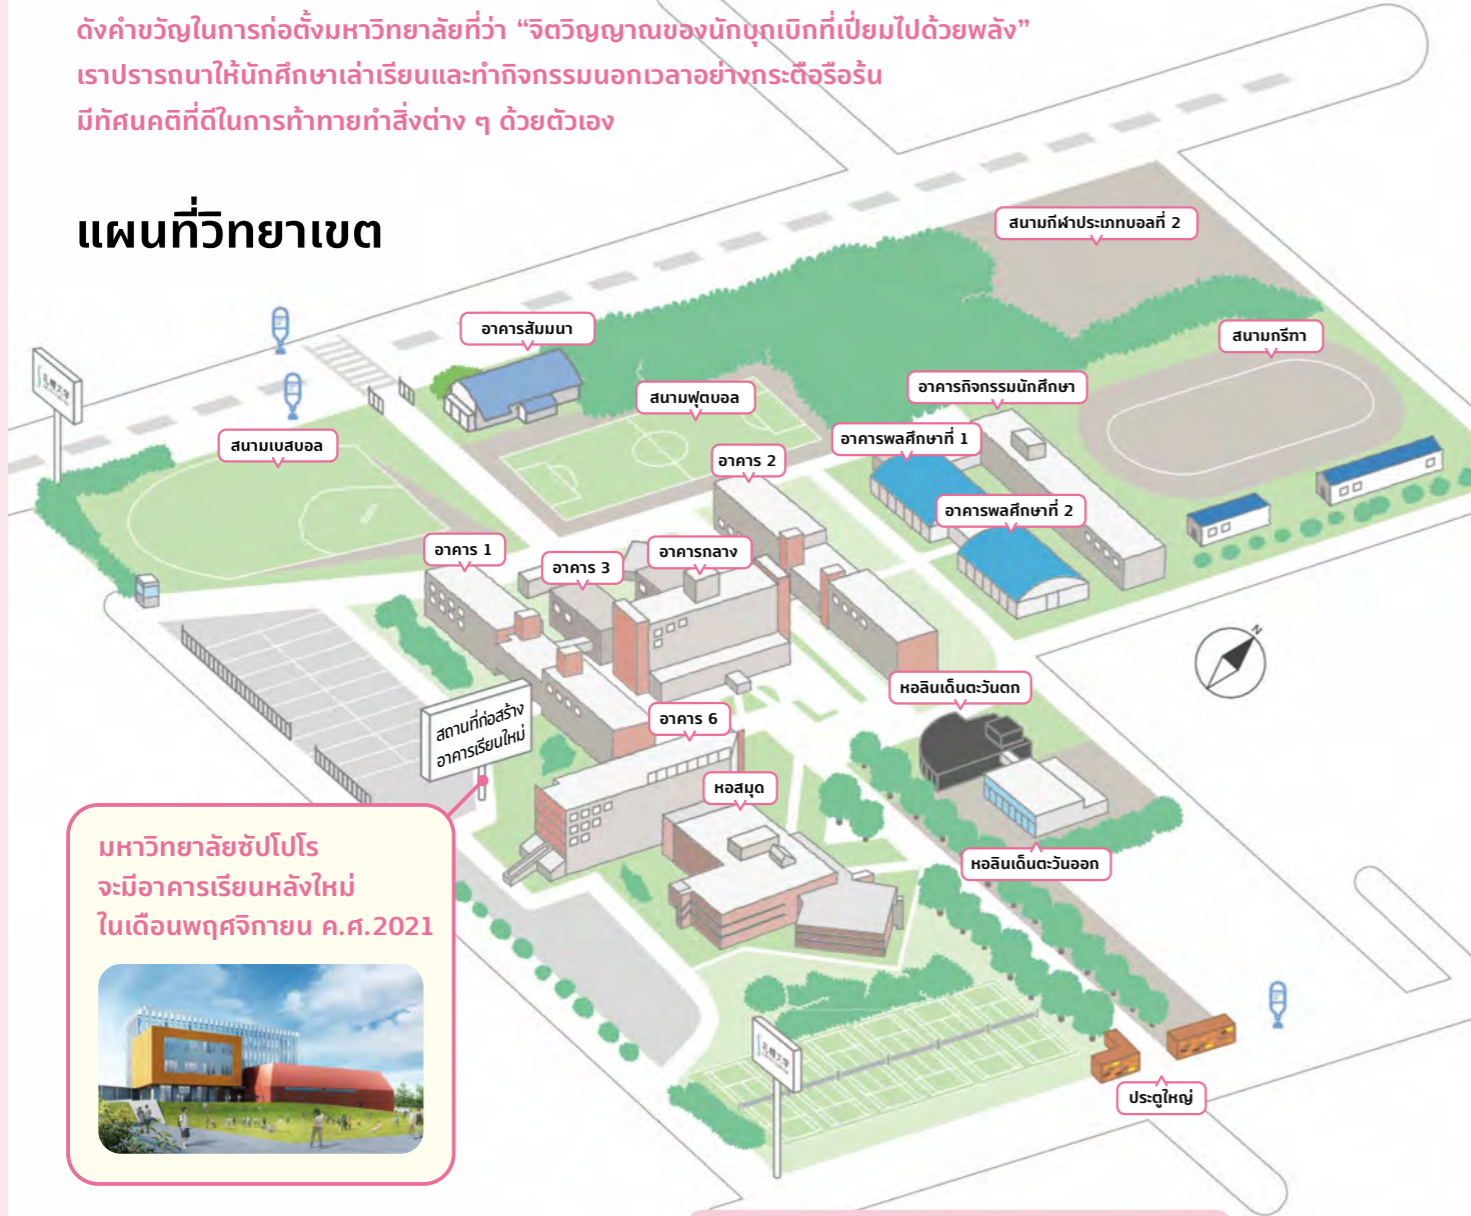 ดังคำขวัญในการก่อตั้งมหาวิทยาลัยที่ว่า “จิตวิญญาณของนักบุกเบิกที่เปี่ยมไปด้วยพลัง”
เราปรารถนาให้นักศึกษาเล่าเรียนและทำกิจกรรมนอกเวลาอย่างกระตือรือร้น
มีทัศนคติที่ดีในการท้าทายทำสิ่งต่าง ๆ ด้วยตัวเอง
แผนที่วิทยาเขต
สนามกีฬาประเภทบอลที่ 2
อาคารสัมมนา
สนามกรีฑา
札幌大学
สนามฟุตบอล
อาคารกิจกรรมนักศึกษา
สนามเบสบอล
อาคารพลศึกษาที่ 1
อาคาร 2
อาคารพลศึกษาที่ 2
อาคาร 1
อาคาร 3
อาคารกลาง
N
หอลินเด็นตะวันตก
สถานที่ก่อสร้าง
อาคารเรียนใหม่
อาคาร 6
หอสมุด
หอลินเด็นตะวันออก
มหาวิทยาลัยซัปโปโร
จะมีอาคารเรียนหลังใหม่
ในเดือนพฤศจิกายน ค.ศ.2021
札幌大学
ประตูใหญ่